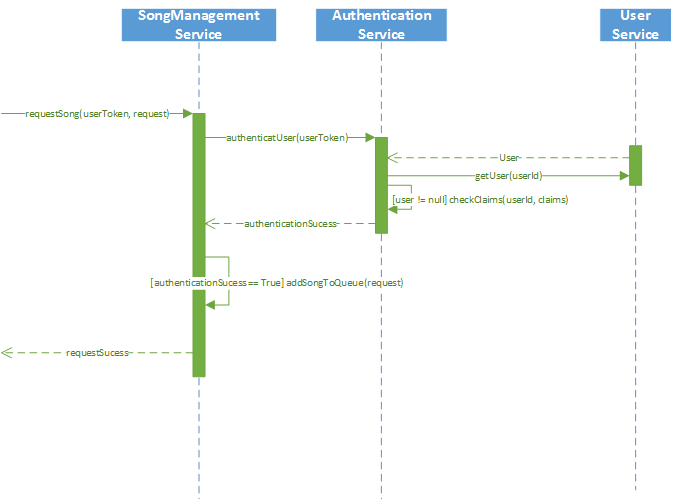 SongManagement
Service
Authentication
Service
User
Service
requestSong(userToken, request)
authenticatUser(userToken)
User
getUser(userId)
[user != null] checkClaims(userId, claims)
authenticationSucess
[authenticationSucess== True] addSongToQueue(request)
requestSucess